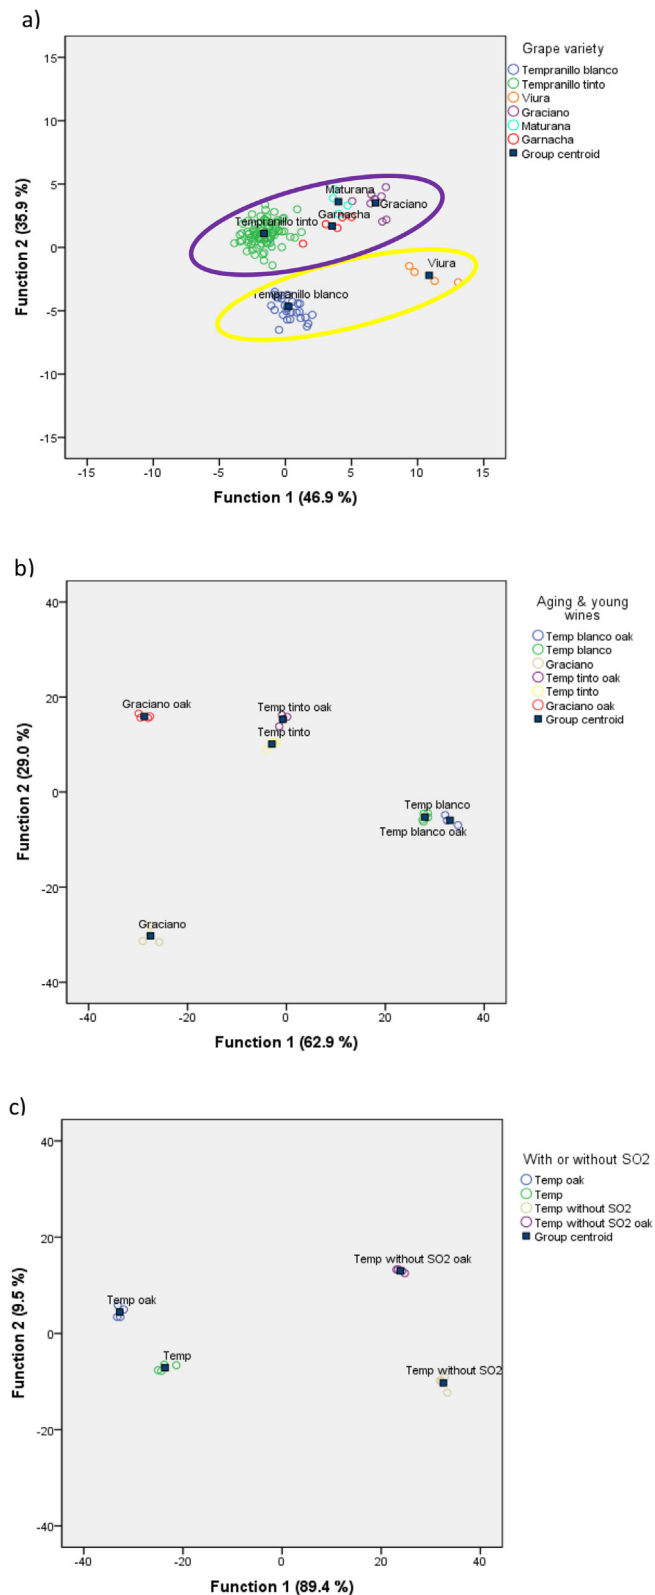 a)
Grape variety
Tempranillo blanco
Tempranillo tinto
Viura
Graciano
Maturana
Garnacha
Group centroid
15
10
5
0
-5
-10
-15
Function 2 (35.9 %)
Maturana
Graciano
Garnacha
Tempranillo tinto
Viura
Tempranillo blanco
-15 -10 -5 0 5 10 15
Function 1 (46.9 %)
b)
Aging & young
wines
Temp blanco oak
Temp blanco
Graciano
Temp tinto oak
Temp tinto
Graciano oak
Group centroid
40
20
0
-20
-40
Function 2 (29.0 %)
Graciano oak
Temp tinto oak
Temp tinto
Temp blanco
Temp blanco oak
Graciano
-40 -20 0 20 40
Function 1 (62.9 %)
c)
With or without SO2
Temp oak
Temp
Temp without SO2
Temp without SO2 oak
Group centroid
40
20
0
-20
-40
Function 2 (9.5 %)
Temp without SO2 oak
Temp oak
Temp
Temp without SO2
-40 -20 0 20 40
Function 1 (89.4 %)